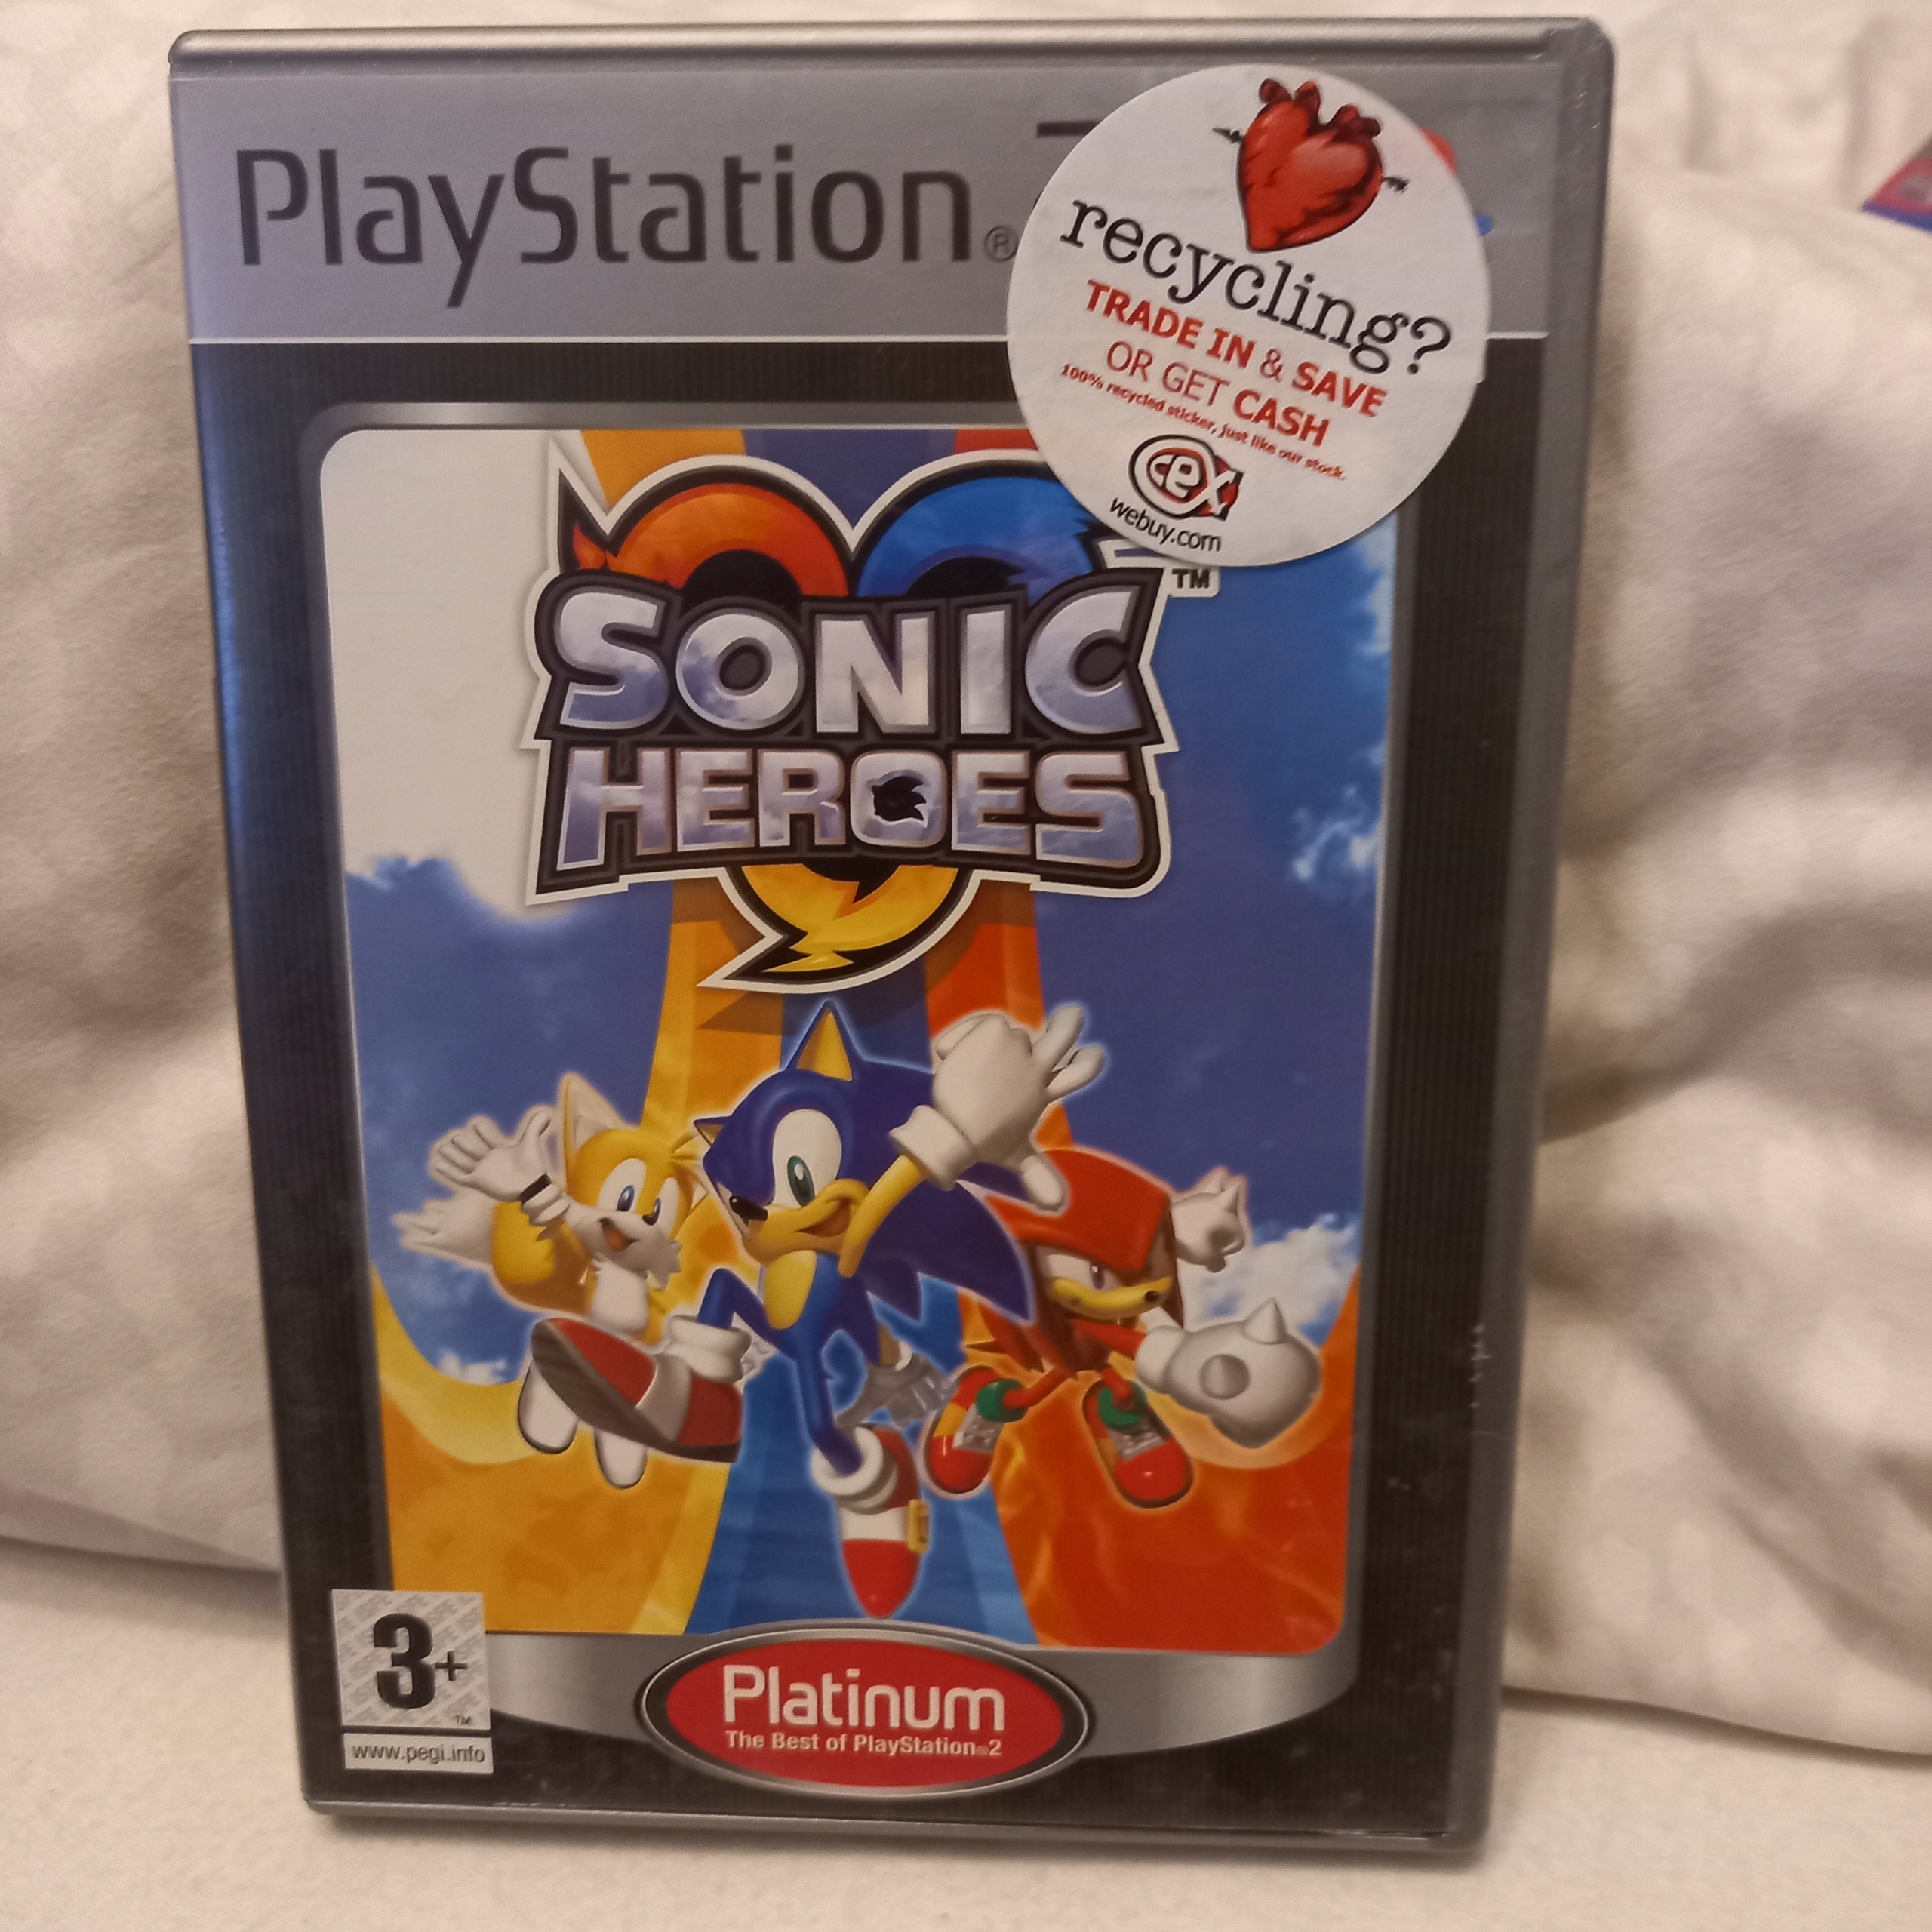 PlayStation®
recycling?
TRADE IN & SAVE
OR GET CASH
100% recycled sticker, just like our stock.
cex
webuy.com
TM
SONIC
HEROES
3+
TM
www.pegi.info
Platinum
The Best of PlayStation®2